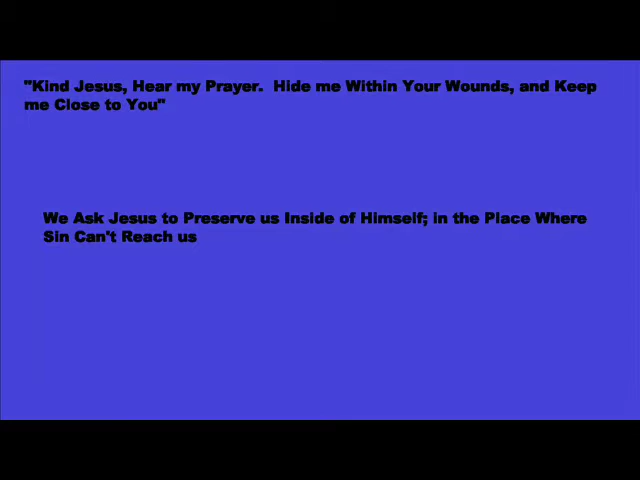 "Kind Jesus, Hear my Prayer.  Hide me Within Your Wounds, and Keep
me Close to You"
We Ask Jesus to Preserve us Inside of Himself; in the Place Where
Sin Can't Reach us